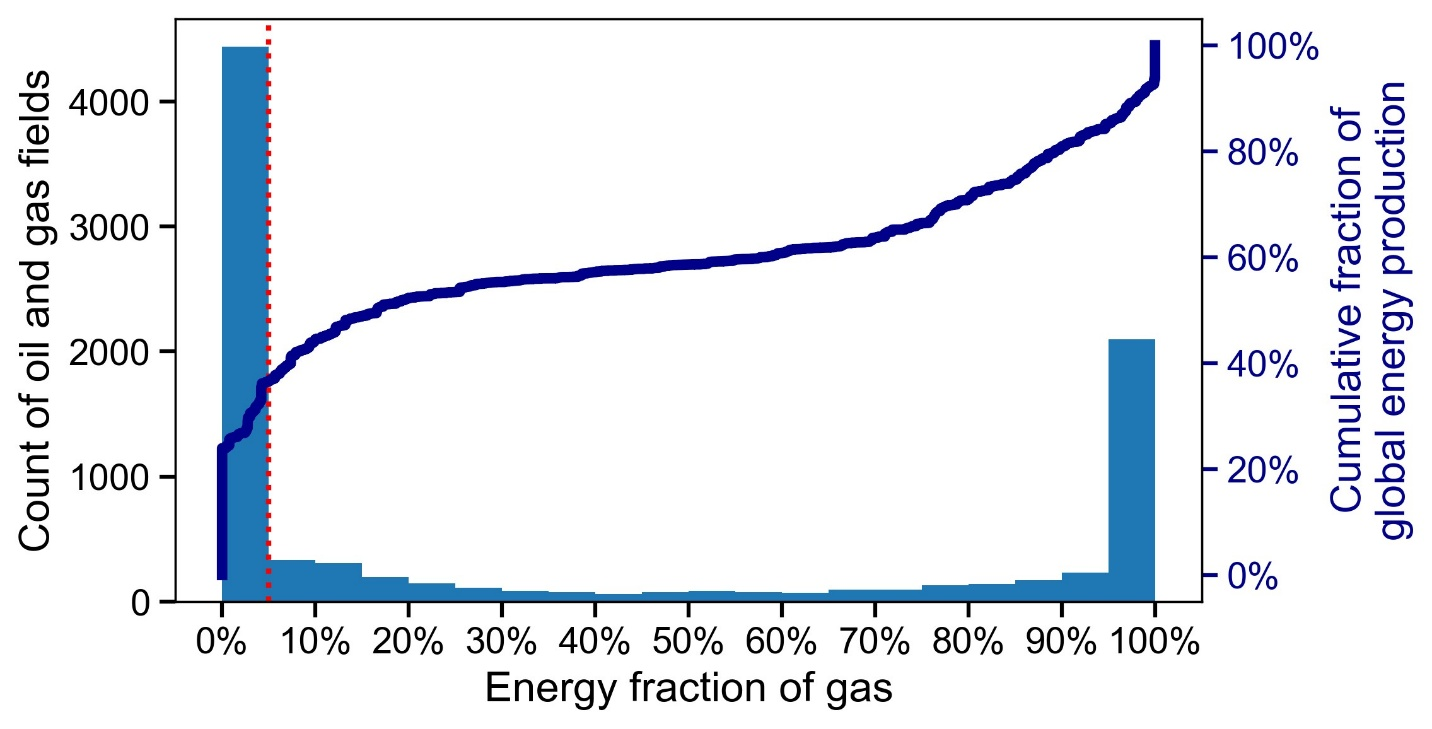 Count of oil and gas fields
4000
3000
2000
1000
0
0% 10% 20% 30% 40% 50% 60% 70% 80% 90% 100%
Energy fraction of gas
100%
80%
60%
40%
20%
0%
Cumulative fraction of
global energy production